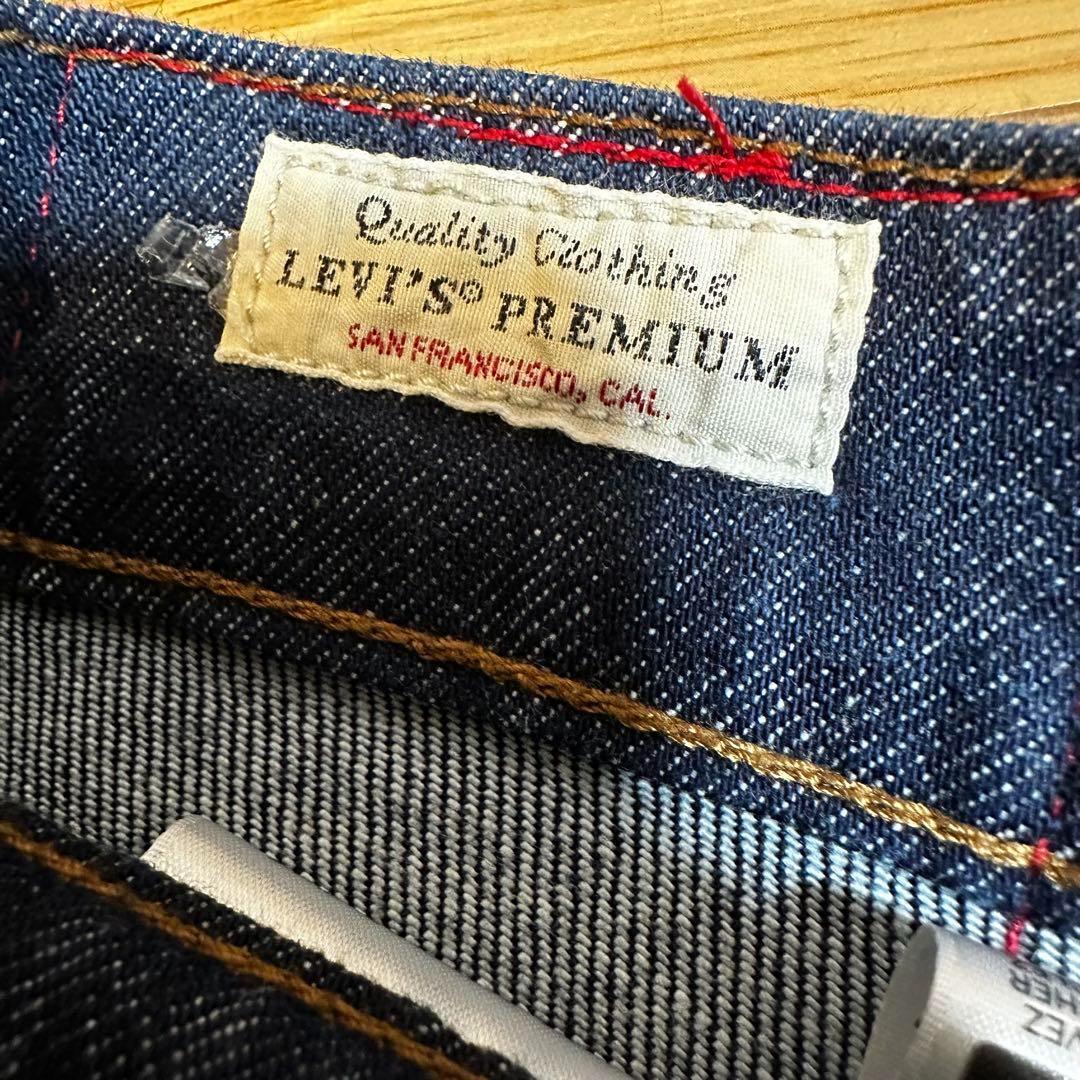 Quality Clothing
LEVI'S® PREMIUM
SAN FRANCISCO, CAL.